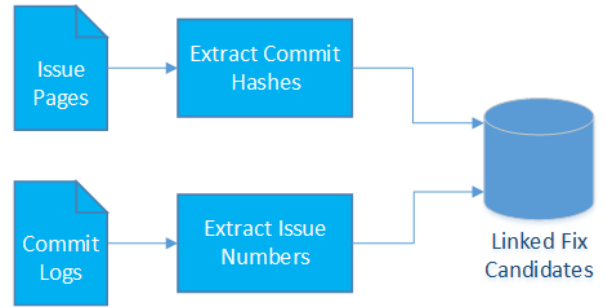 Issue
Pages
Extract Commit
Hashes
Commit
Logs
Extract Issue
Numbers
Linked Fix
Candidates